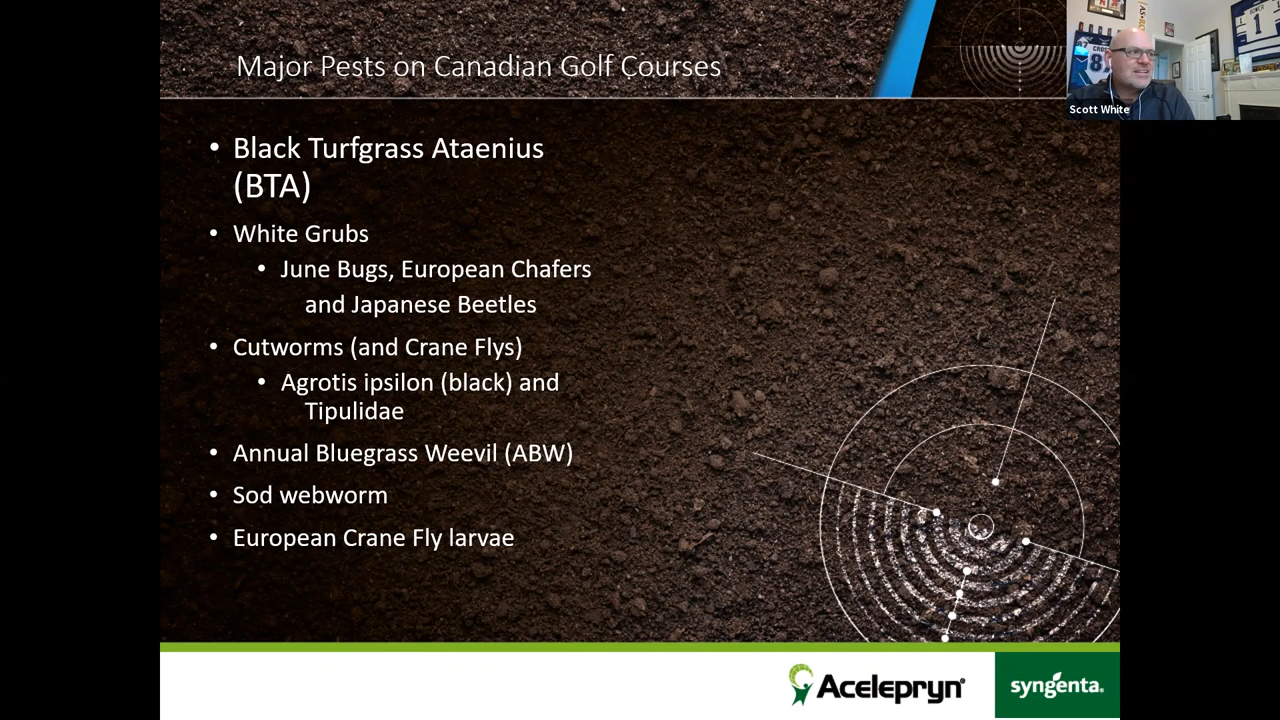 Major Pests on Canadian Golf Courses
Scott White
• Black Turfgrass Ataenius
(BTA)
• White Grubs
• June Bugs, European Chafers
and Japanese Beetles
• Cutworms (and Crane Flys)
• Agrotis ipsilon (black) and
Tipulidae
• Annual Bluegrass Weevil (ABW)
• Sod webworm
• European Crane Fly larvae
Acelepryn®
syngenta®